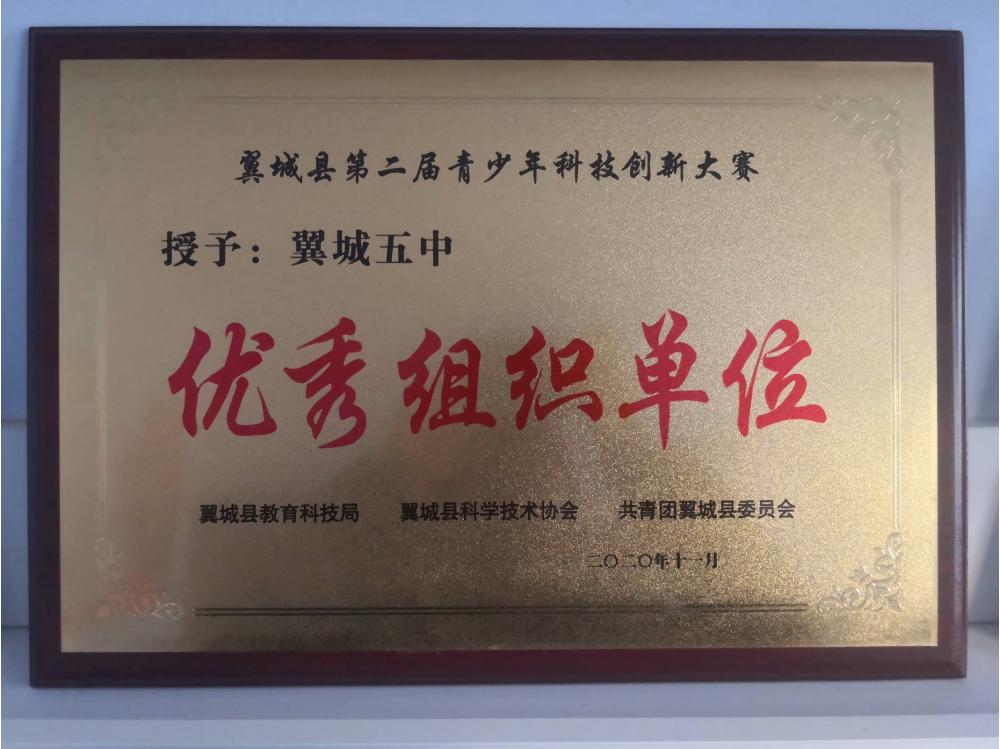 翼城县第二届青少年科技创新大赛
授予：翼城五中
优秀组织单位
翼城县教育科技局 翼城县科学技术协会 共青团翼城县委员会
二〇二〇年十一月